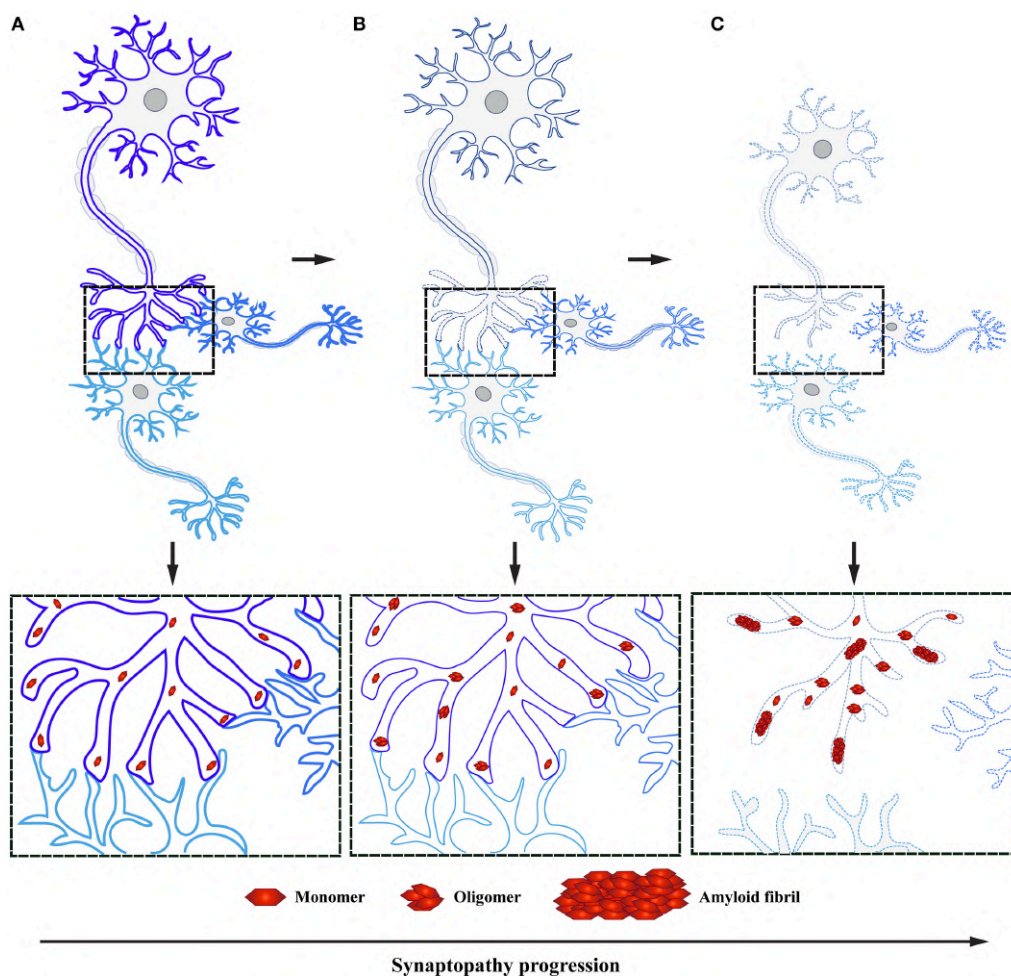 A
B
C
Monomer
Oligomer
Amyloid fibril
Synaptopathy progression